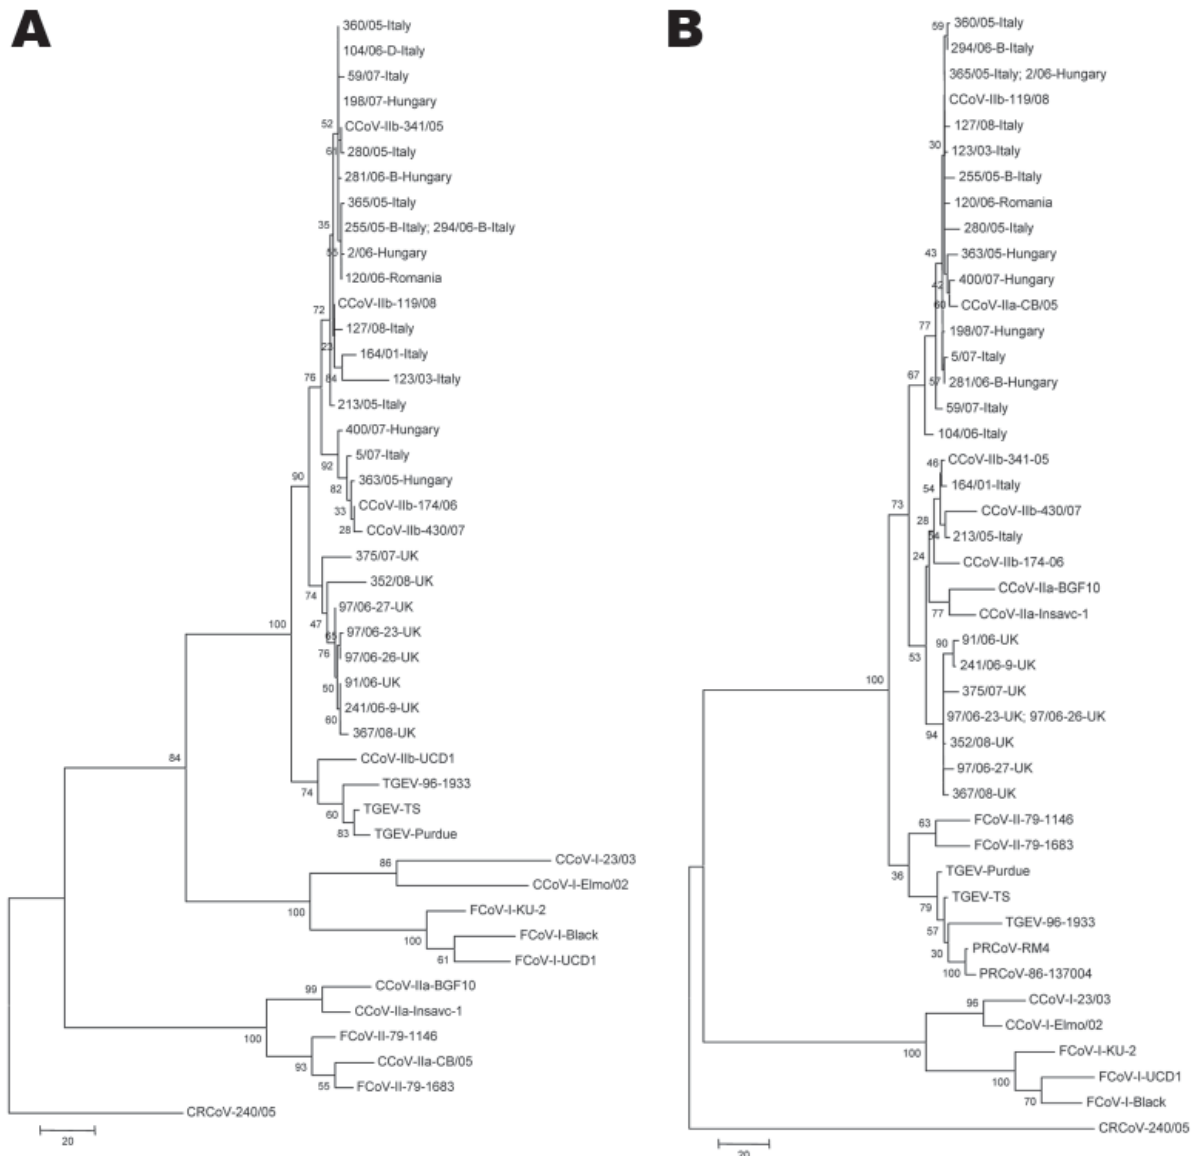 A
360/05-Italy
104/06-D-Italy
59/07-Italy
198/07-Hungary
52
CCoV-IIb-341/05
61
280/05-Italy
281/06-B-Hungary
365/05-Italy
35
255/05-B-Italy; 294/06-B-Italy
2/06-Hungary
120/06-Romania
CCoV-IIb-119/08
72
127/08-Italy
23
164/01-Italy
76
84
123/03-Italy
213/05-Italy
400/07-Hungary
5/07-Italy
92
90
363/05-Hungary
82
CCoV-IIb-174/06
33
28
CCoV-IIb-430/07
375/07-UK
352/08-UK
74
97/06-27-UK
47
100
97/06-23-UK
76
97/06-26-UK
91/06-UK
50
241/06-9-UK
60
367/08-UK
84
CCoV-IIb-UCD1
TGEV-96-1933
74
TGEV-TS
60
83
TGEV-Purdue
86
CCoV-I-23/03
CCoV-I-Elmo/02
100
FCoV-I-KU-2
FCoV-I-Black
100
61
FCoV-I-UCD1
99
CCoV-IIa-BGF10
CCoV-IIa-Insavc-1
100
FCoV-II-79-1146
CCoV-IIa-CB/05
93
55
FCoV-II-79-1683
CRCoV-240/05
20
B
59
360/05-Italy
294/06-B-Italy
365/05-Italy; 2/06-Hungary
CCoV-IIb-119/08
127/08-Italy
30
123/03-Italy
255/05-B-Italy
120/06-Romania
280/05-Italy
43
363/05-Hungary
42
400/07-Hungary
60
CCoV-IIa-CB/05
77
198/07-Hungary
5/07-Italy
67
57
281/06-B-Hungary
59/07-Italy
104/06-Italy
46
CCoV-IIb-341-05
54
164/01-Italy
73
CCoV-IIb-430/07
28
54
213/05-Italy
24
CCoV-IIb-174-06
CCoV-IIa-BGF10
77
CCoV-IIa-Insavc-1
90
91/06-UK
53
241/06-9-UK
100
375/07-UK
97/06-23-UK; 97/06-26-UK
94
352/08-UK
97/06-27-UK
367/08-UK
63
FCoV-II-79-1146
FCoV-II-79-1683
36
TGEV-Purdue
TGEV-TS
79
TGEV-96-1933
57
PRCoV-RM4
30
100
PRCoV-86-137004
96
CCoV-I-23/03
CCoV-I-Elmo/02
100
FCoV-I-KU-2
FCoV-I-UCD1
100
70
FCoV-I-Black
CRCoV-240/05
20